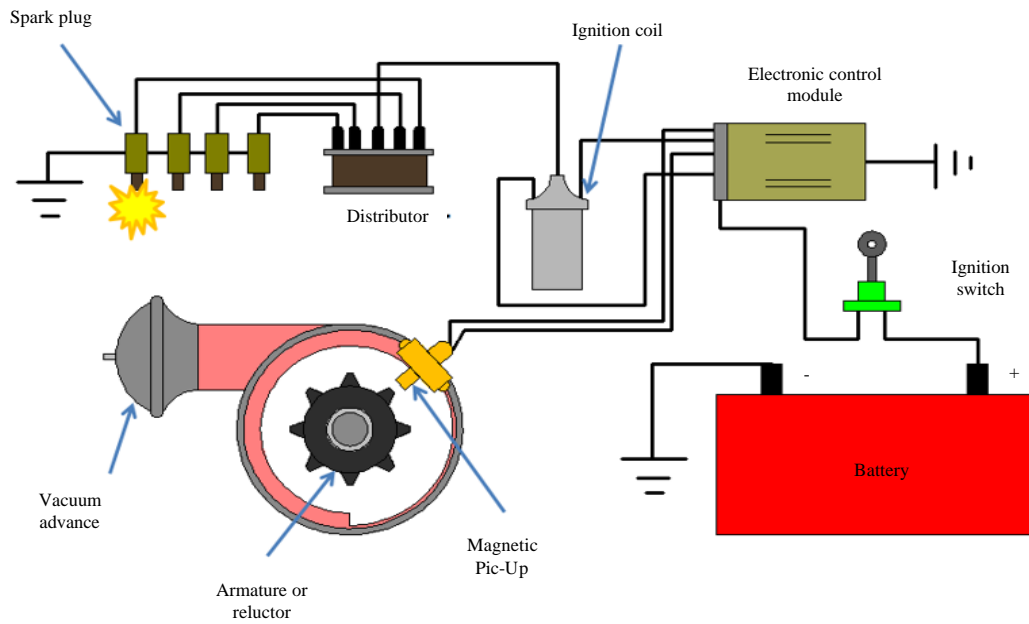 Spark plug
Ignition coil
Electronic control
module
Distributor
Ignition
switch
-
+
Battery
Vacuum
advance
Magnetic
Pic-Up
Armature or
reluctor